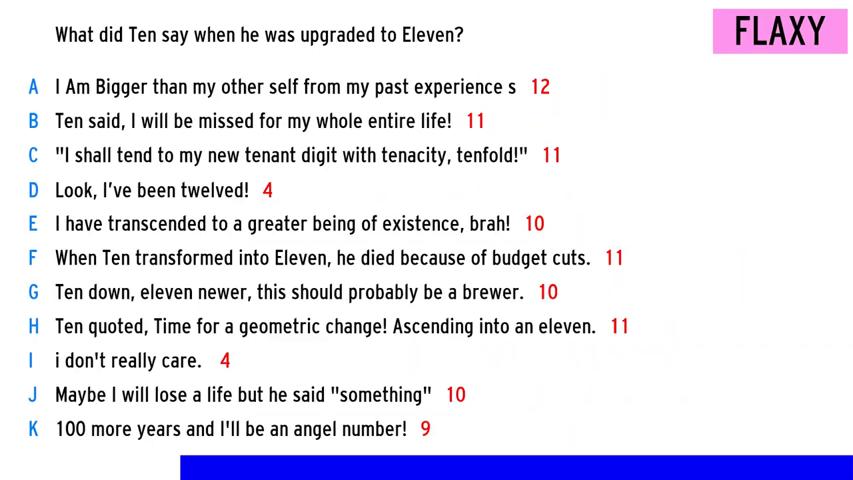 What did Ten say when he was upgraded to Eleven?
FLAXY
A I Am Bigger than my other self from my past experience s 12
B Ten said, I will be missed for my whole entire life! 11
C "I shall tend to my new tenant digit with tenacity, tenfold!" 11
D Look, I've been twelved! 4
E I have transcended to a greater being of existence, brah! 10
F When Ten transformed into Eleven, he died because of budget cuts. 11
G Ten down, eleven newer, this should probably be a brewer. 10
H Ten quoted, Time for a geometric change! Ascending into an eleven. 11
I i don't really care. 4
J Maybe I will lose a life but he said "something" 10
K 100 more years and I'll be an angel number! 9